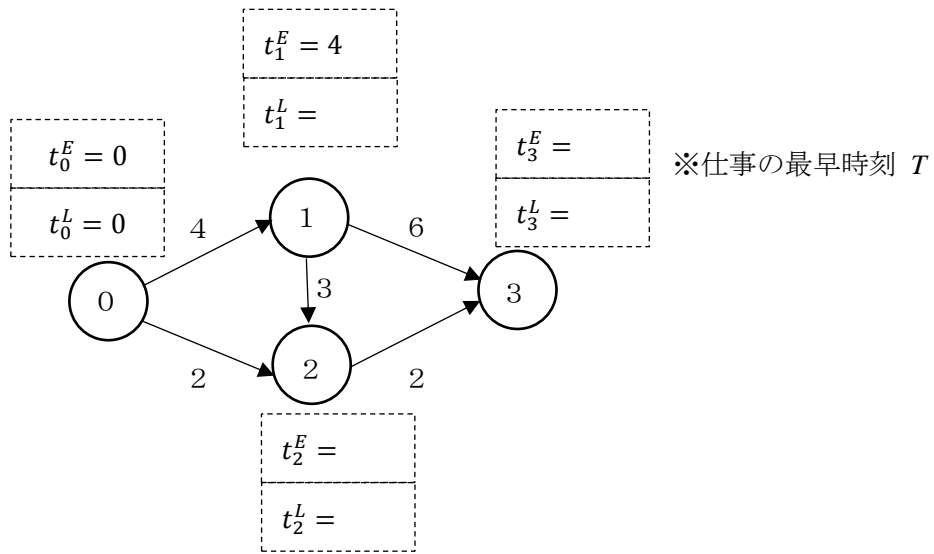 t_1^E = 4
t_1^L =
t_0^E = 0
t_0^L = 0
t_3^E =
t_3^L =
※仕事の最早時刻 T
4
1
6
0
3
3
2
2
2
t_2^E =
t_2^L =